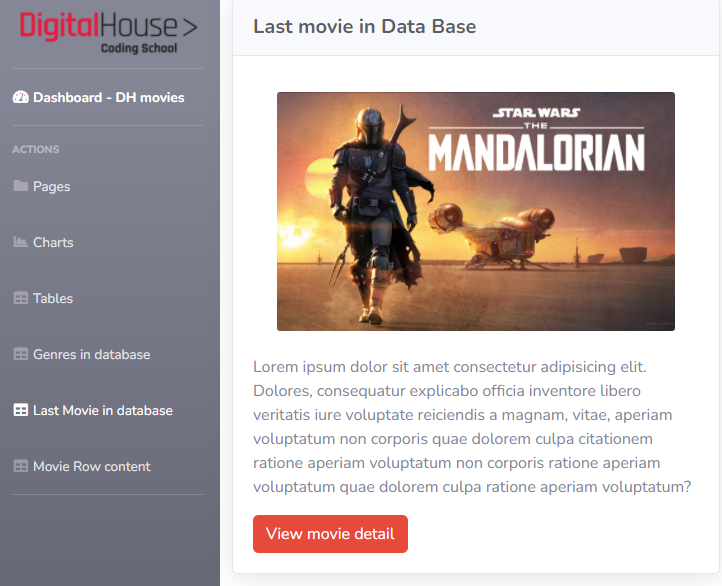 DigitalHouse>
Coding School
Dashboard - DH movies
ACTIONS
Pages
Charts
Tables
Genres in database
Last Movie in database
Movie Row content
Last movie in Data Base
STAR WARS
THE
MANDALORIAN
Lorem ipsum dolor sit amet consectetur adipisicing elit.
Dolores, consequatur explicabo officia inventore libero
veritatis iure voluptate reiciendis a magnam, vitae, aperiam
voluptatum non corporis quae dolorem culpa citationem
ratione aperiam voluptatum non corporis ratione aperiam
voluptatum quae dolorem culpa ratione aperiam voluptatum?
View movie detail